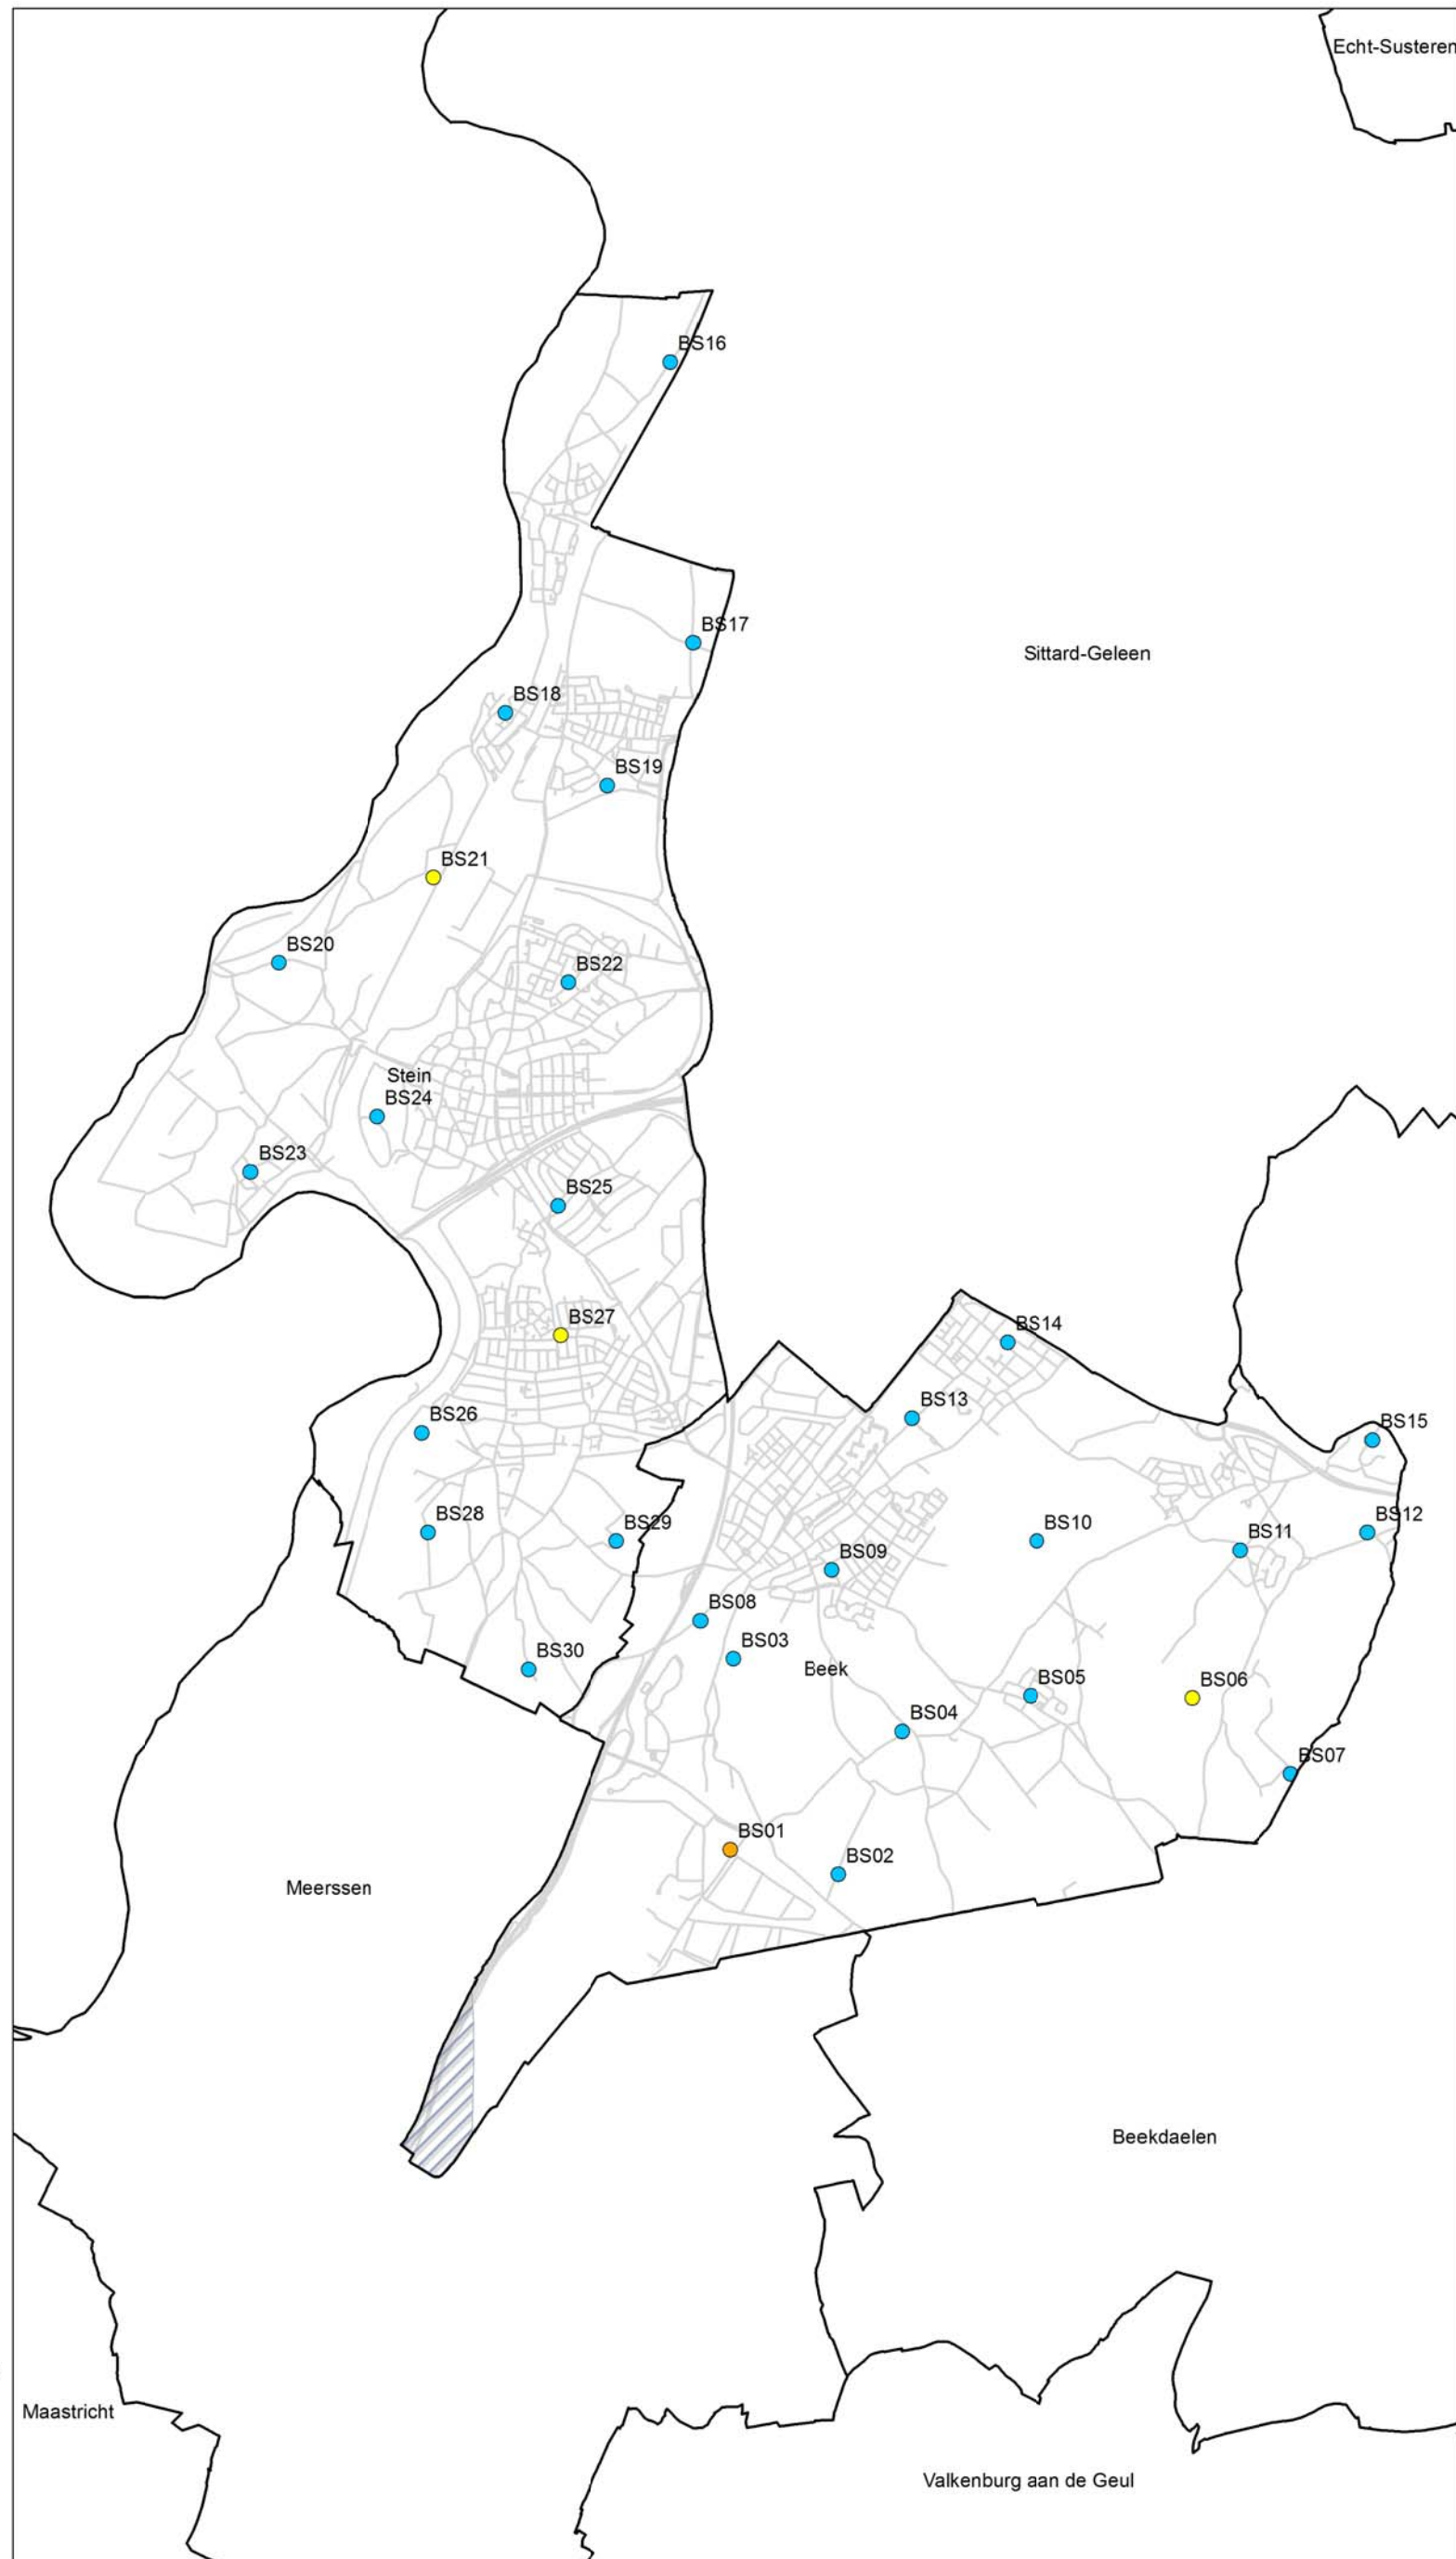 Echt-Susteren
BS16
BS17
Sittard-Geleen
BS18
BS19
BS21
BS20
BS22
Stein
BS24
BS23
BS25
BS27
BS14
BS13
BS26
BS15
BS28
BS29
BS10
BS12
BS11
BS09
BS08
BS03
BS30
Beek
BS05
BS06
BS04
BS07
BS01
BS02
Meerssen
Beekdaelen
Maastricht
Valkenburg aan de Geul